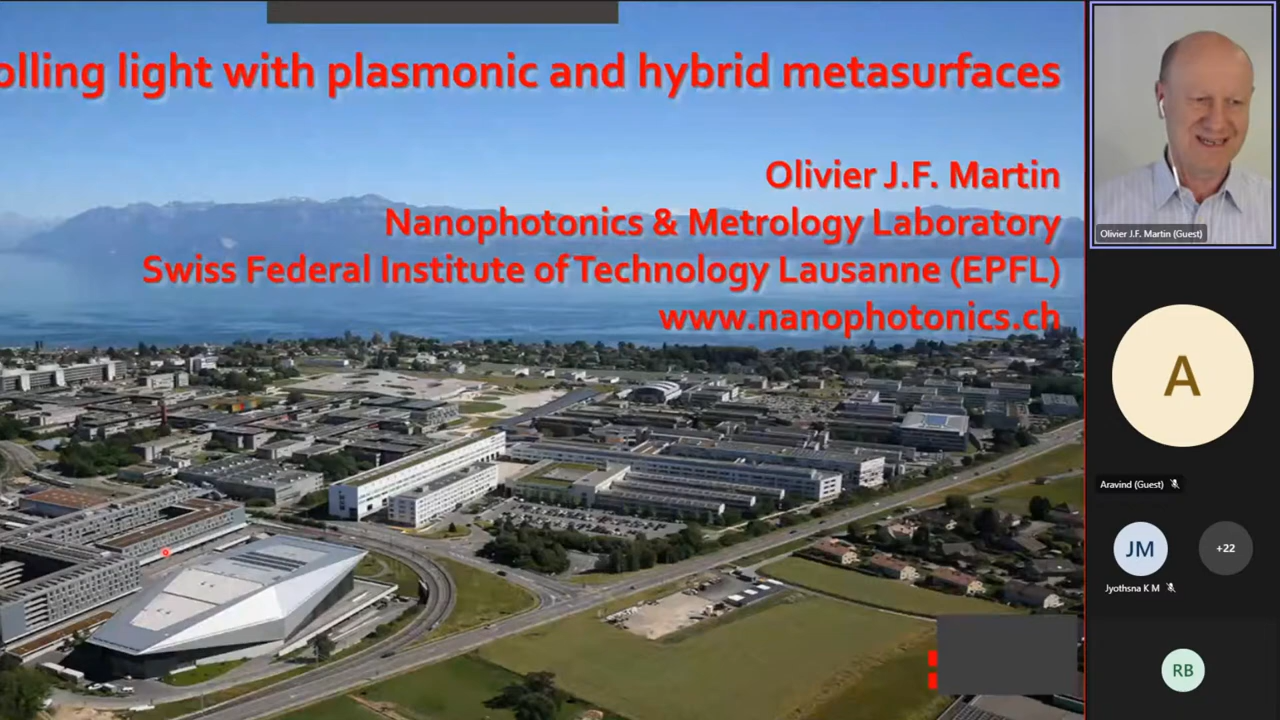 olling light with plasmonic and hybrid metasurfaces
Olivier J.F. Martin
Nanophotonics & Metrology Laboratory
Swiss Federal Institute of Technology Lausanne (EPFL)
www.nanophotonics.ch
Olivier J.F. Martin (Guest)
A
Aravind (Guest)
JM
+22
Jyothsna K M
RB